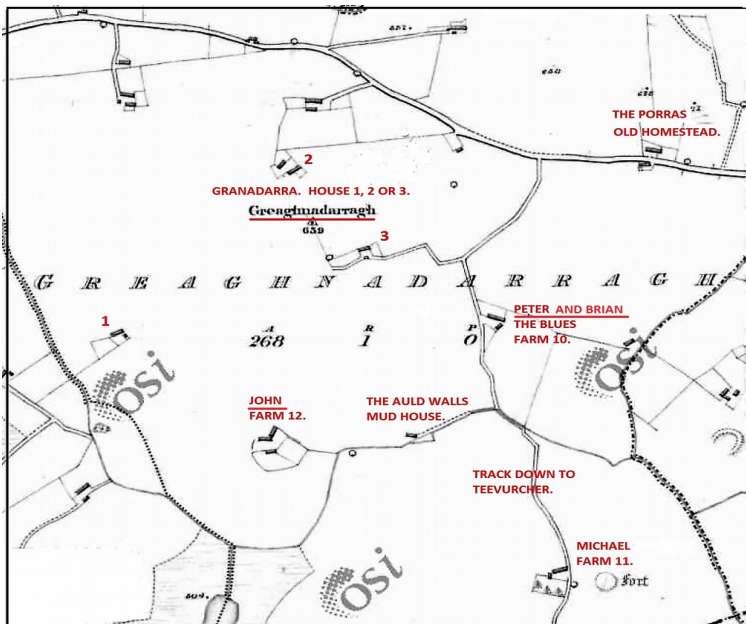 THE PORRAS
OLD HOMESTEAD.
2
GRANADARRA. HOUSE 1, 2 OR 3.
Greaghnadarragh
659
3
G R E A G H N A D A R R A G H
1
A R P
268 1 0
PETER AND BRIAN
THE BLUES
FARM 10.
OSi
OSi
JOHN
FARM 12.
THE AULD WALLS
MUD HOUSE.
TRACK DOWN TO
TEEVURCHER.
MICHAEL
FARM 11.
Fort
OSi